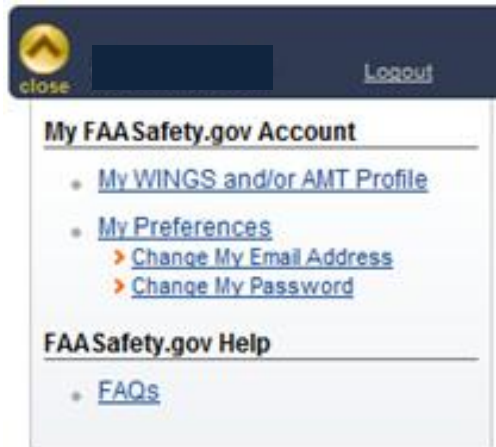 close
Logout
My FAASafety.gov Account
My WINGS and/or AMT Profile
My Preferences
Change My Email Address
Change My Password
FAASafety.gov Help
FAQs